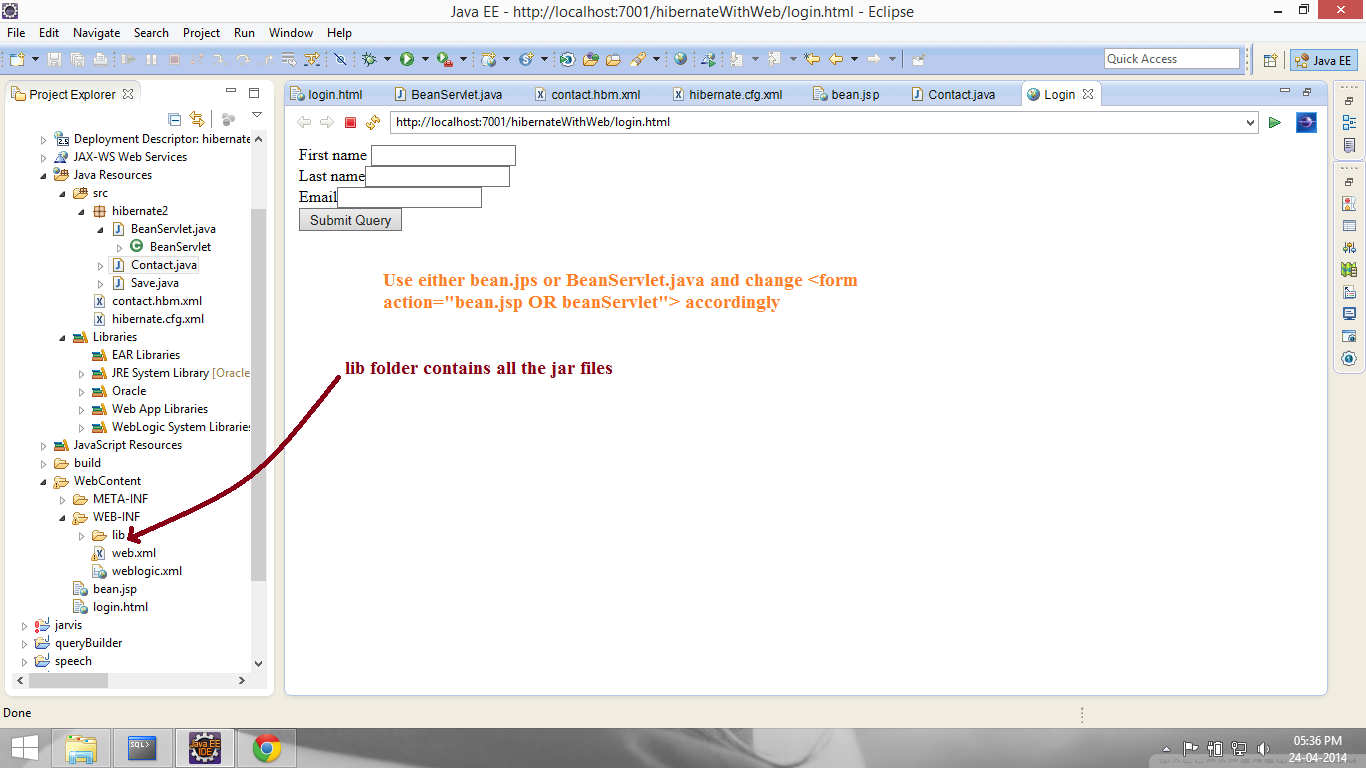 Java EE - http://localhost:7001/hibernateWithWeb/login.html - Eclipse
File Edit Navigate Search Project Run Window Help
Quick Access
Java EE
Project Explorer
Deployment Descriptor: hibernate
JAX-WS Web Services
Java Resources
src
hibernate2
BeanServlet.java
BeanServlet
Contact.java
Save.java
contact.hbm.xml
hibernate.cfg.xml
Libraries
EAR Libraries
JRE System Library [Oracle
Oracle
Web App Libraries
WebLogic System Libraries
JavaScript Resources
build
WebContent
META-INF
WEB-INF
lib
web.xml
weblogic.xml
bean.jsp
login.html
jarvis
queryBuilder
speech
login.html BeanServlet.java contact.hbm.xml hibernate.cfg.xml bean.jsp Contact.java Login
http://localhost:7001/hibernateWithWeb/login.html
First name
Last name
Email
Submit Query
Use either bean.jps or BeanServlet.java and change <form
action="bean.jsp OR beanServlet"> accordingly
lib folder contains all the jar files
Done
SQL>
Java EE
IDE
05:36 PM
24-04-2014